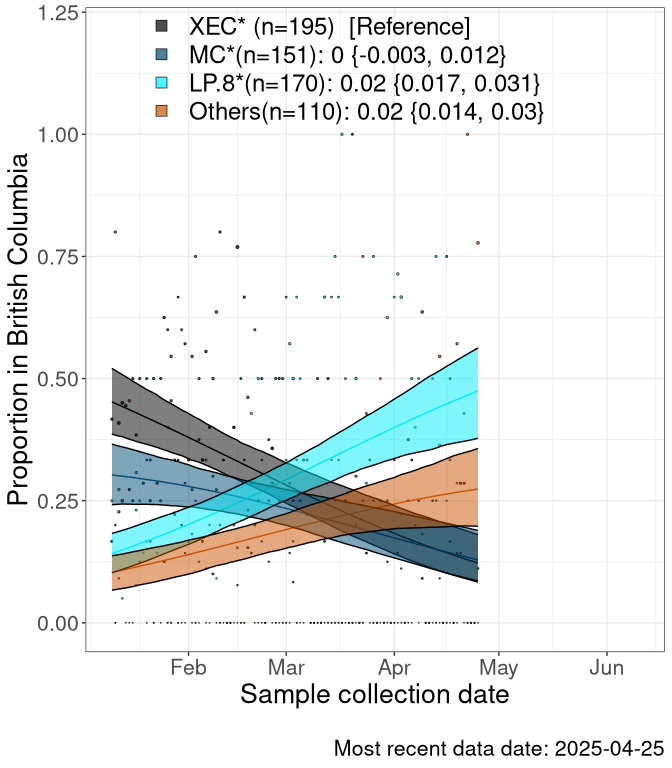 XEC* (n=195) [Reference]
MC*(n=151): 0 {-0.003, 0.012}
LP.8*(n=170): 0.02 {0.017, 0.031}
Others(n=110): 0.02 {0.014, 0.03}
1.25
1.00
0.75
0.50
0.25
0.00
Proportion in British Columbia
Feb Mar Apr May Jun
Sample collection date
Most recent data date: 2025-04-25